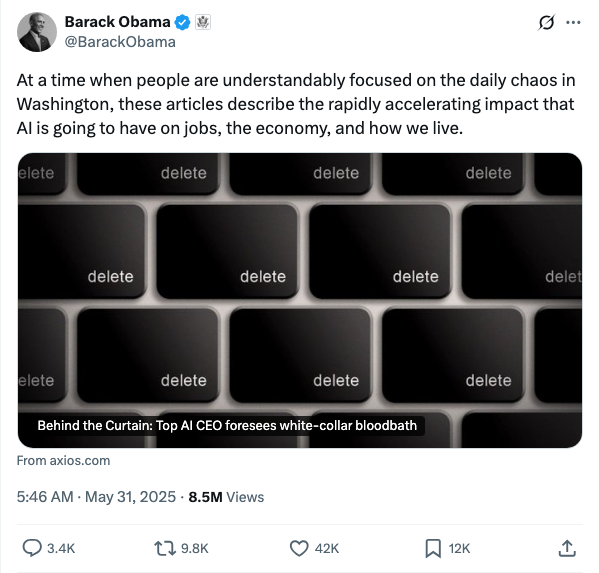 Barack Obama
@BarackObama
At a time when people are understandably focused on the daily chaos in
Washington, these articles describe the rapidly accelerating impact that
AI is going to have on jobs, the economy, and how we live.
elete delete delete delete
delete delete delete delet
elete delete delete delete
Behind the Curtain: Top AI CEO foresees white-collar bloodbath
From axios.com
5:46 AM · May 31, 2025 · 8.5M Views
3.4K 9.8K 42K 12K